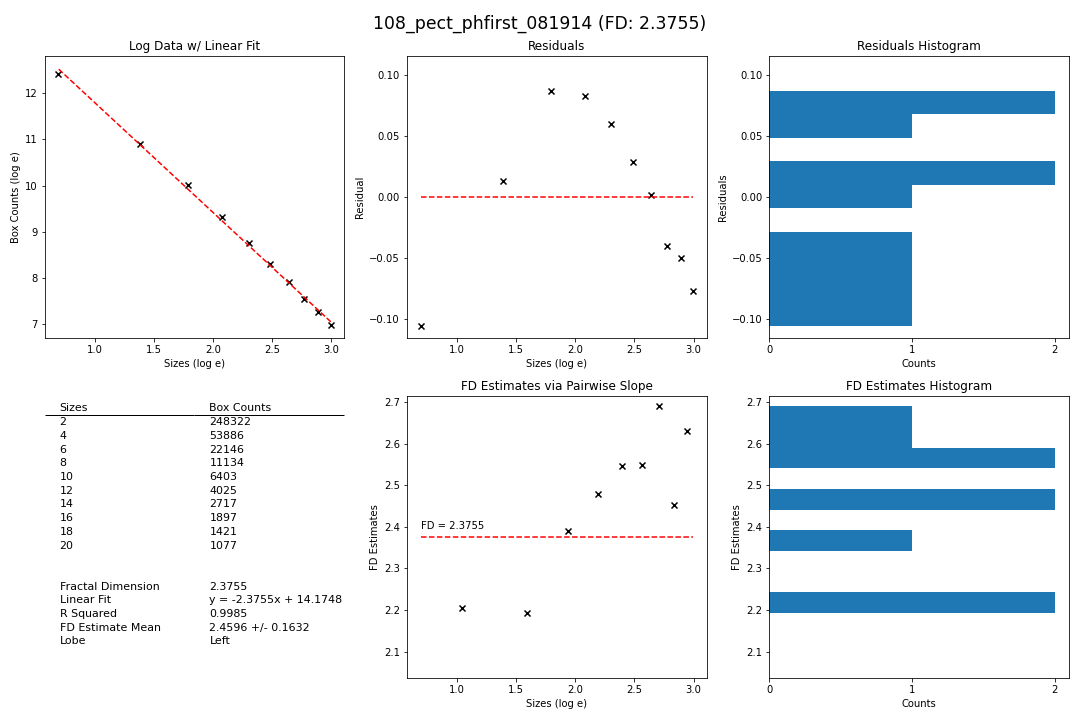 108_pect_phfirst_081914 (FD: 2.3755)
Log Data w/ Linear Fit
Box Counts (log e)
12
11
10
9
8
7
1.0 1.5 2.0 2.5 3.0
Sizes (log e)
Residuals
Residual
0.10
0.05
0.00
−0.05
−0.10
1.0 1.5 2.0 2.5 3.0
Sizes (log e)
Residuals Histogram
Residuals
0.10
0.05
0.00
−0.05
−0.10
0 1 2
Counts
Sizes Box Counts
2 248322
4 53886
6 22146
8 11134
10 6403
12 4025
14 2717
16 1897
18 1421
20 1077
Fractal Dimension 2.3755
Linear Fit y = -2.3755x + 14.1748
R Squared 0.9985
FD Estimate Mean 2.4596 +/- 0.1632
Lobe Left
FD Estimates via Pairwise Slope
FD Estimates
2.7
2.6
2.5
2.4
2.3
2.2
2.1
FD = 2.3755
1.0 1.5 2.0 2.5 3.0
Sizes (log e)
FD Estimates Histogram
FD Estimates
2.7
2.6
2.5
2.4
2.3
2.2
2.1
0 1 2
Counts